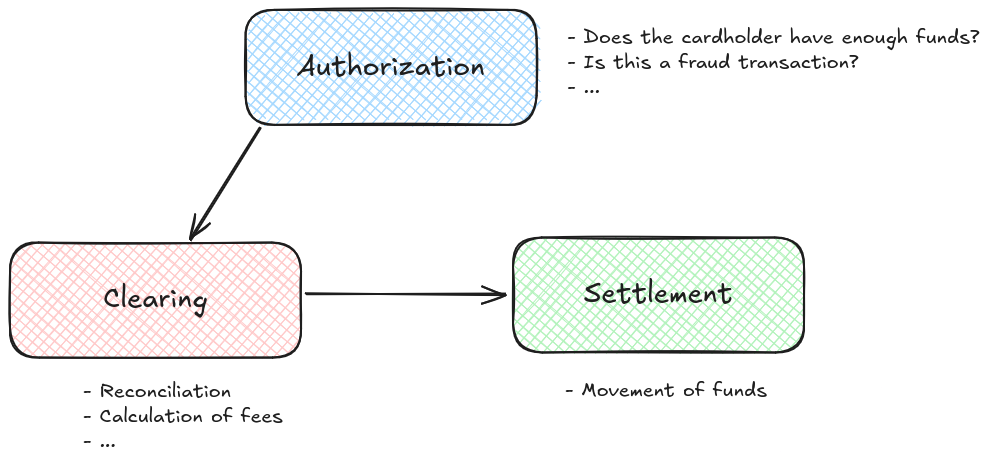 Authorization
- Does the cardholder have enough funds?
- Is this a fraud transaction?
- ...
Clearing
- Reconciliation
- Calculation of fees
- ...
Settlement
- Movement of funds